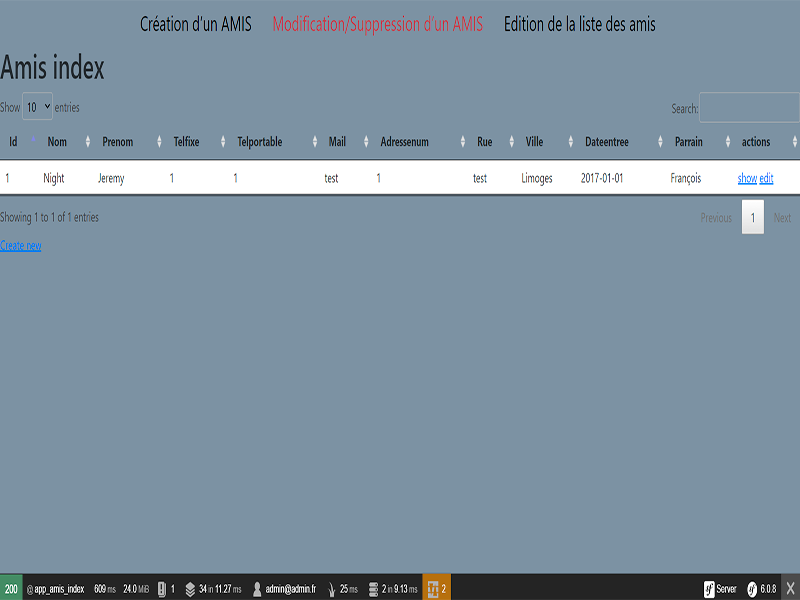 Création d'un AMIS Modification/Suppression d'un AMIS Edition de la liste des amis
Amis index
Show 10 entries Search:
Id Nom Prenom Telfixe Telportable Mail Adressenum Rue Ville Dateentree Parrain actions
1 Night Jeremy 1 1 test 1 test Limoges 2017-01-01 François show edit
Showing 1 to 1 of 1 entries Previous 1 Next
Create new
200 @ app_amis_index 609 ms 24.0 MiB 1 34 in 11.27 ms admin@admin.fr 25 ms 2 in 9.13 ms 2 sf Server sf 6.0.8 X